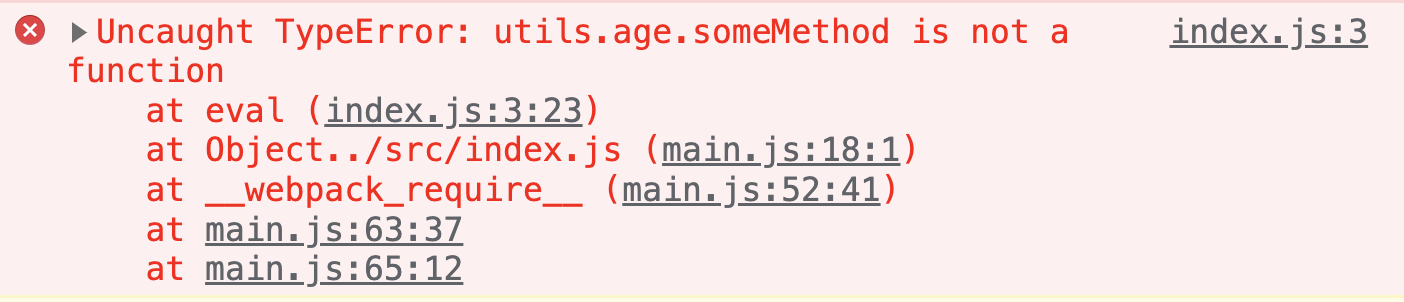 Uncaught TypeError: utils.age.someMethod is not a index.js:3
function
at eval (index.js:3:23)
at Object../src/index.js (main.js:18:1)
at __webpack_require__ (main.js:52:41)
at main.js:63:37
at main.js:65:12